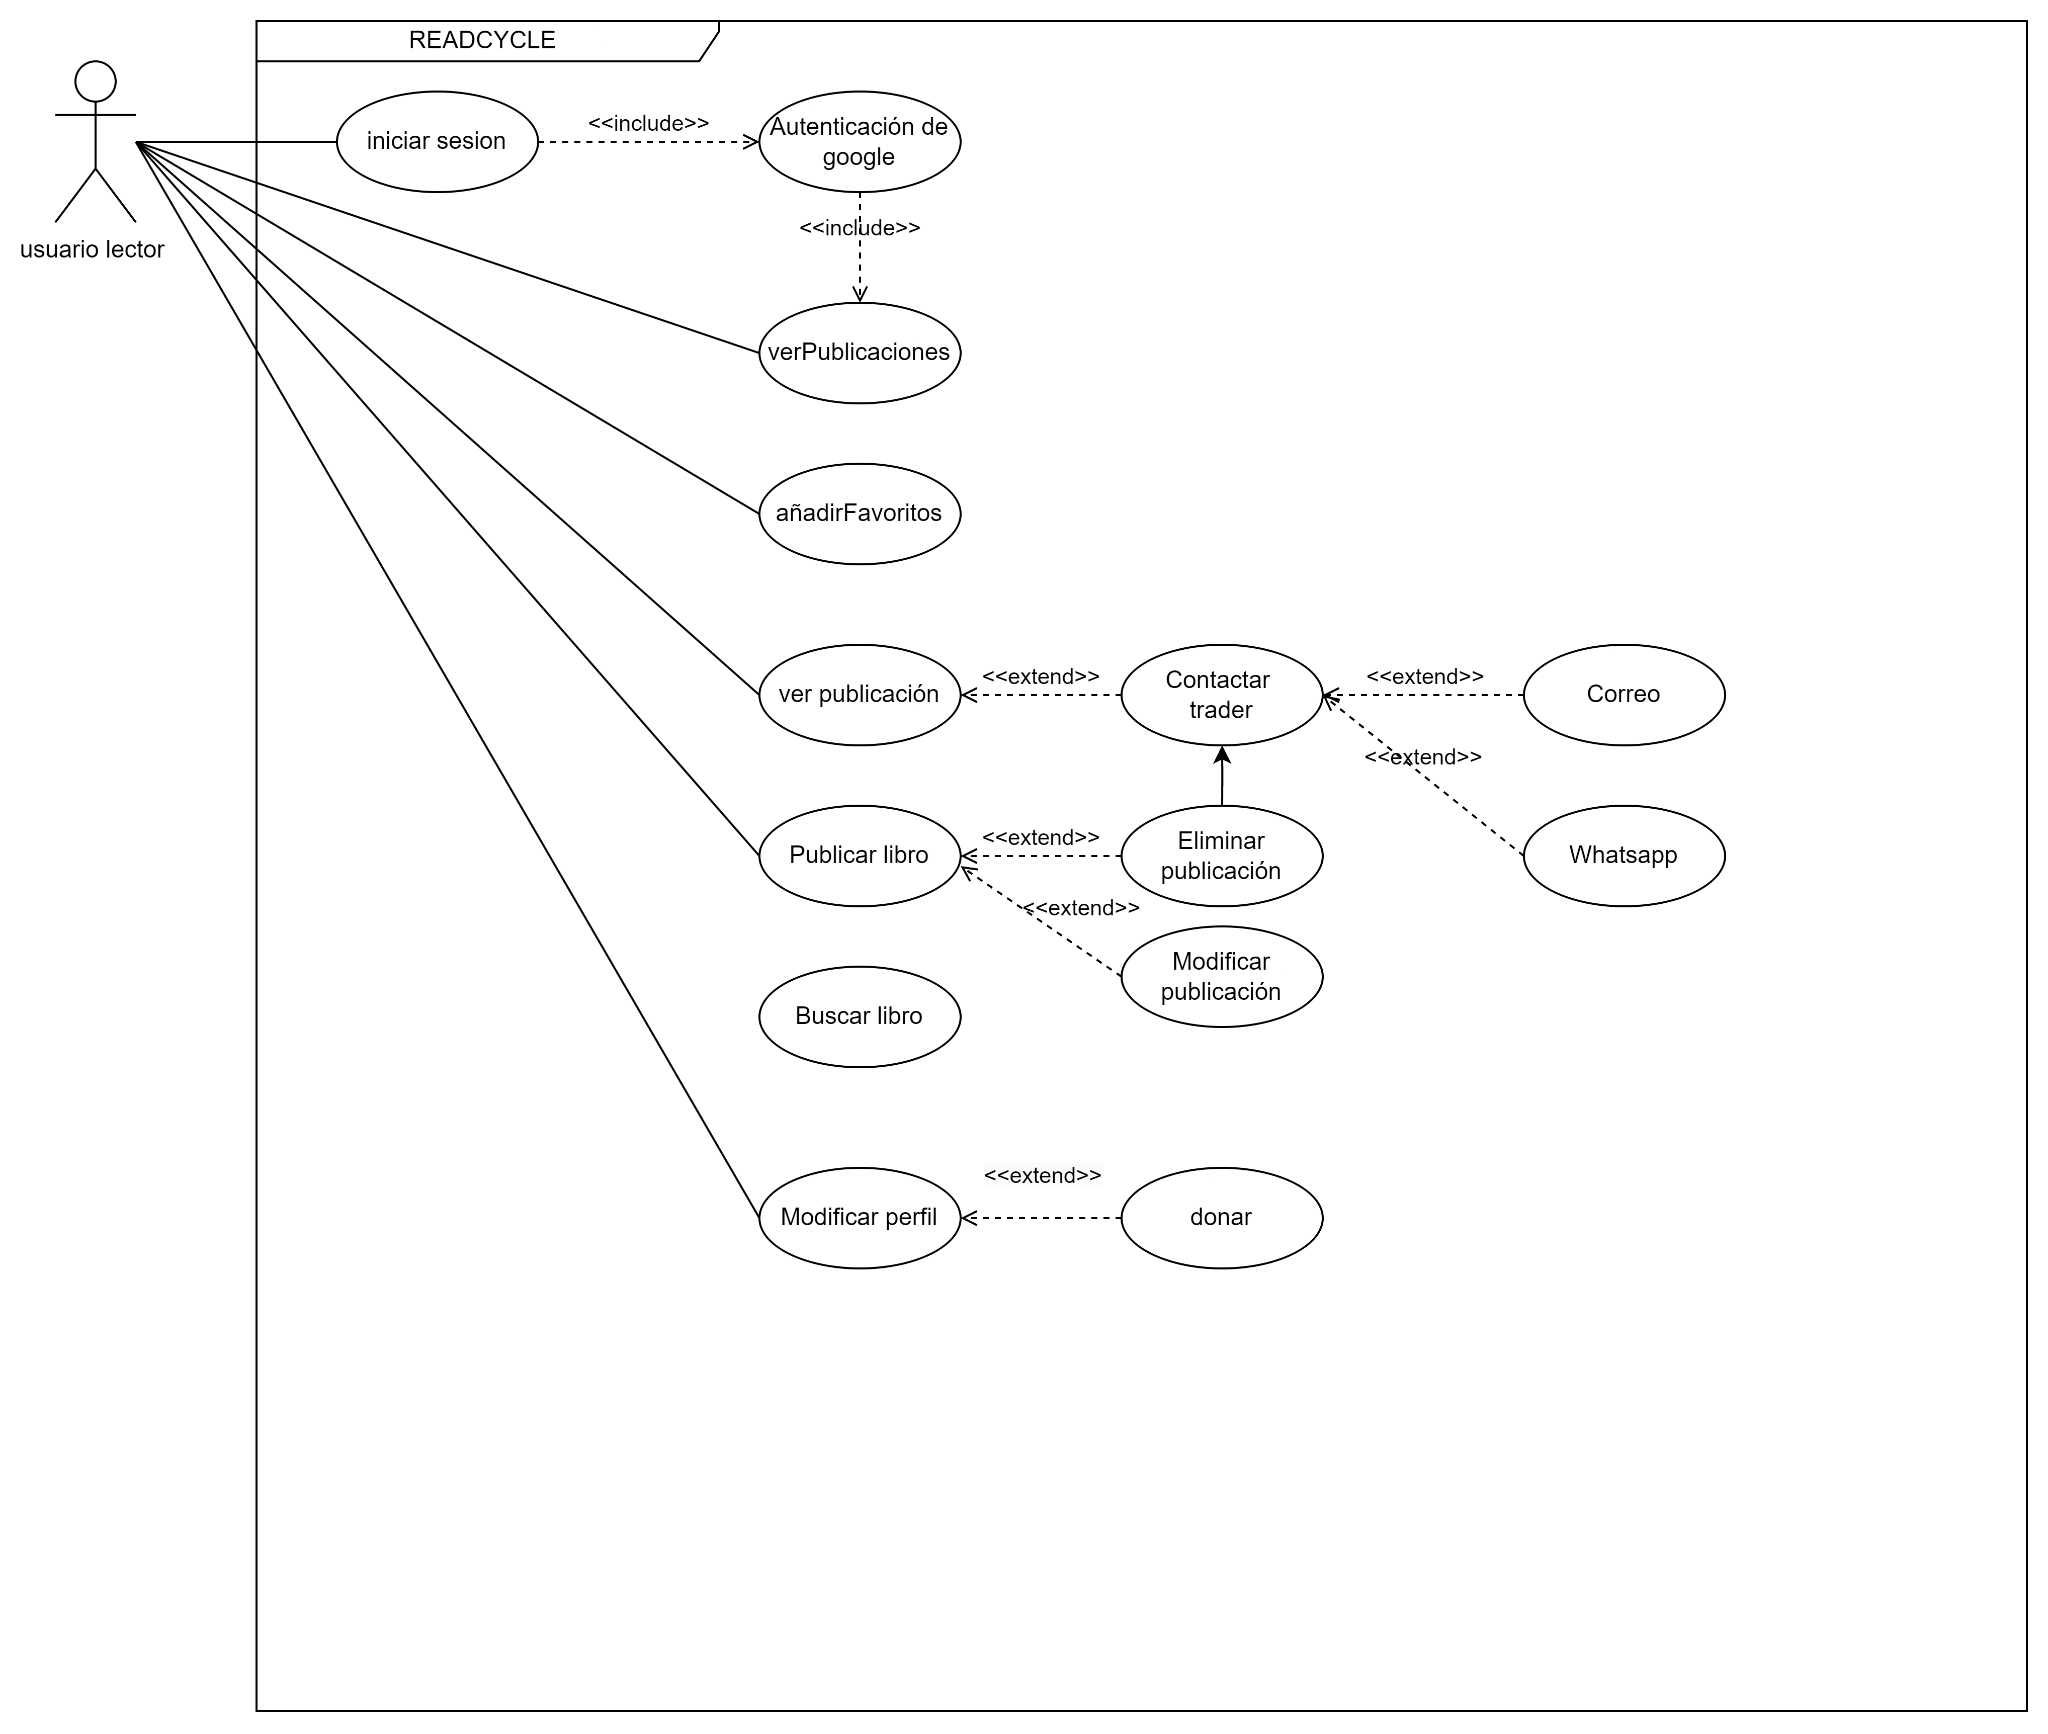 READCYCLE
usuario lector
iniciar sesion
<<include>>
Autenticación de
google
<<include>>
verPublicaciones
añadirFavoritos
ver publicación
<<extend>>
Contactar
trader
<<extend>>
Correo
<<extend>>
Publicar libro
<<extend>>
Eliminar
publicación
Whatsapp
<<extend>>
Modificar
publicación
Buscar libro
Modificar perfil
<<extend>>
donar